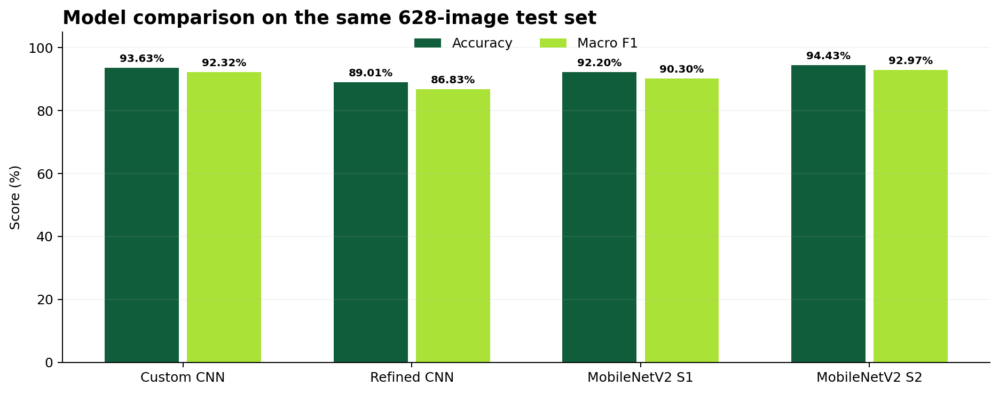 Model comparison on the same 628-image test set
Accuracy Macro F1
Score (%)
100
80
60
40
20
0
93.63% 92.32% 89.01% 86.83% 92.20% 90.30% 94.43% 92.97%
Custom CNN Refined CNN MobileNetV2 S1 MobileNetV2 S2